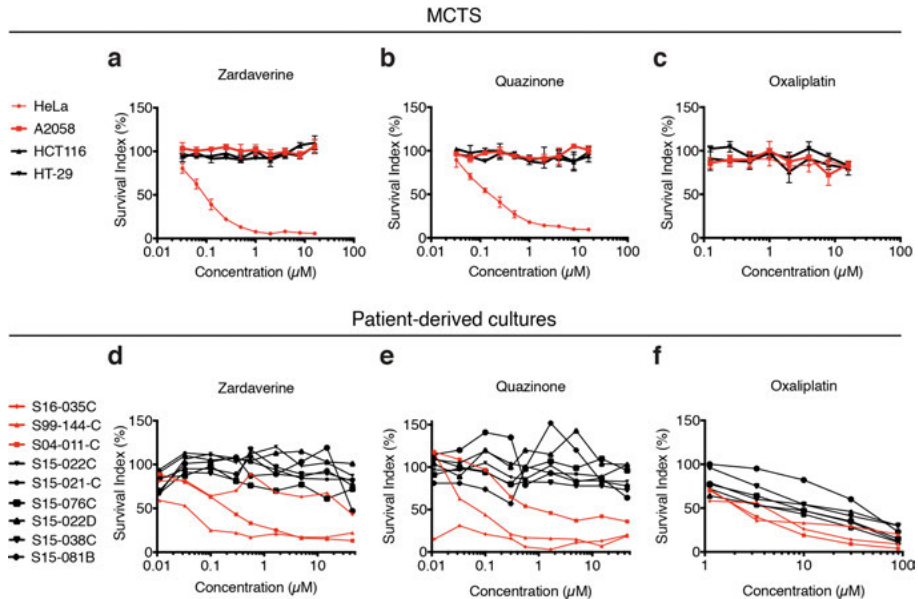 MCTS
a
b
c
Zardaverine
Quazinone
Oxaliplatin
HeLa
A2058
HCT116
HT-29
Survival Index (%)
150
100
50
0
0.01
0.1
1
10
100
Concentration (µM)
Survival Index (%)
150
100
50
0
0.01
0.1
1
10
100
Concentration (µM)
Survival Index (%)
150
100
50
0
0.1
1
10
100
Concentration (µM)
Patient-derived cultures
d
e
f
Zardaverine
Quazinone
Oxaliplatin
S16-035C
S99-144-C
S04-011-C
S15-022C
S15-021-C
S15-076C
S15-022D
S15-038C
S15-081B
Survival Index (%)
150
100
50
0
0.01
0.1
1
10
Concentration (µM)
Survival Index (%)
150
100
50
0
0.01
0.1
1
10
Concentration (µM)
Survival Index (%)
150
100
50
0
1
10
100
Concentration (µM)